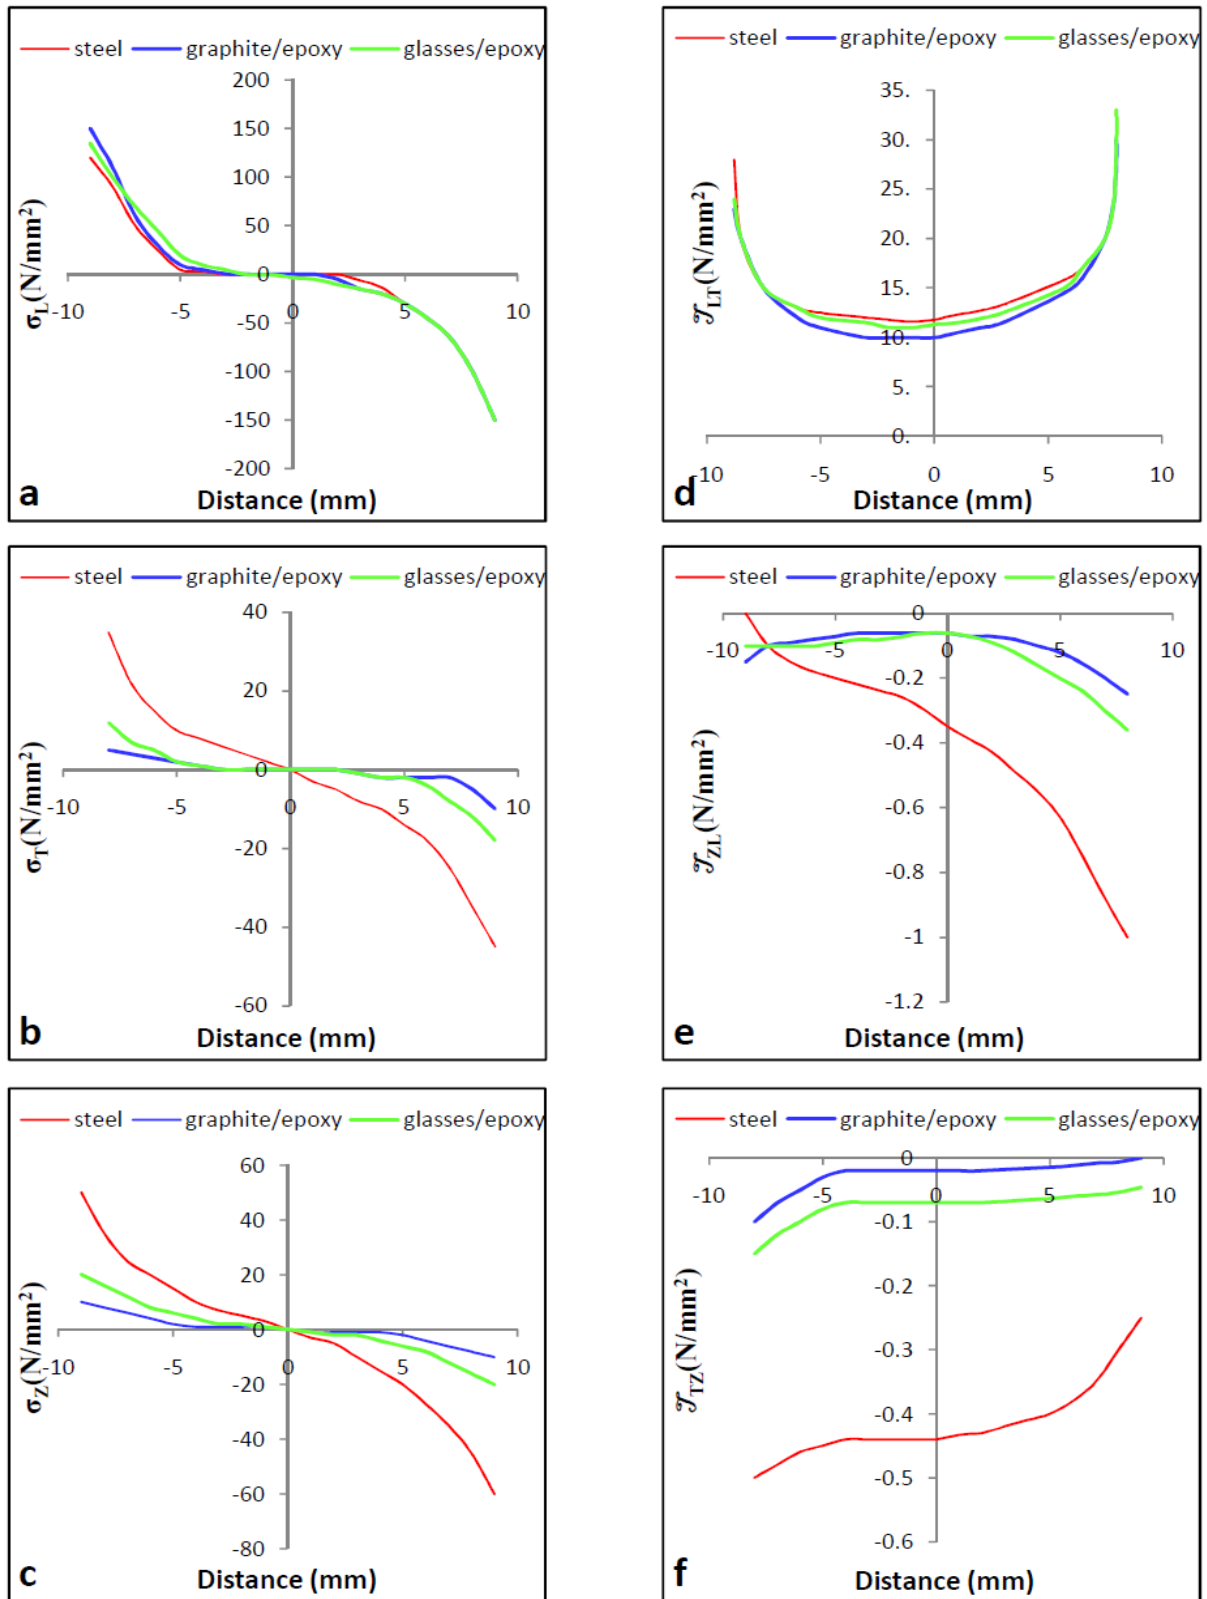 steel graphite/epoxy glasses/epoxy
200
150
100
50
0
-50
-100
-150
-200
-10 -5 0 5 10
σL(N/mm²)
Distance (mm)
a
steel graphite/epoxy glasses/epoxy
35.
30.
25
20.
15.
10.
5.
0.
-10 -5 0 5 10
𝒯LT(N/mm²)
Distance (mm)
d
steel graphite/epoxy glasses/epoxy
40
20
0
-20
-40
-60
-10 -5 0 5 10
σT(N/mm²)
Distance (mm)
b
steel graphite/epoxy glasses/epoxy
0
-10 -5 0 5 10
-0.2
-0.4
-0.6
-0.8
-1
-1.2
𝒯ZL(N/mm²)
Distance (mm)
e
steel graphite/epoxy glasses/epoxy
60
40
20
0
-20
-40
-60
-80
-10 -5 0 5 10
σZ(N/mm²)
Distance (mm)
c
steel graphite/epoxy glasses/epoxy
0
-10 -5 0 5 10
-0.1
-0.2
-0.3
-0.4
-0.5
-0.6
𝒯TZ(N/mm²)
Distance (mm)
f